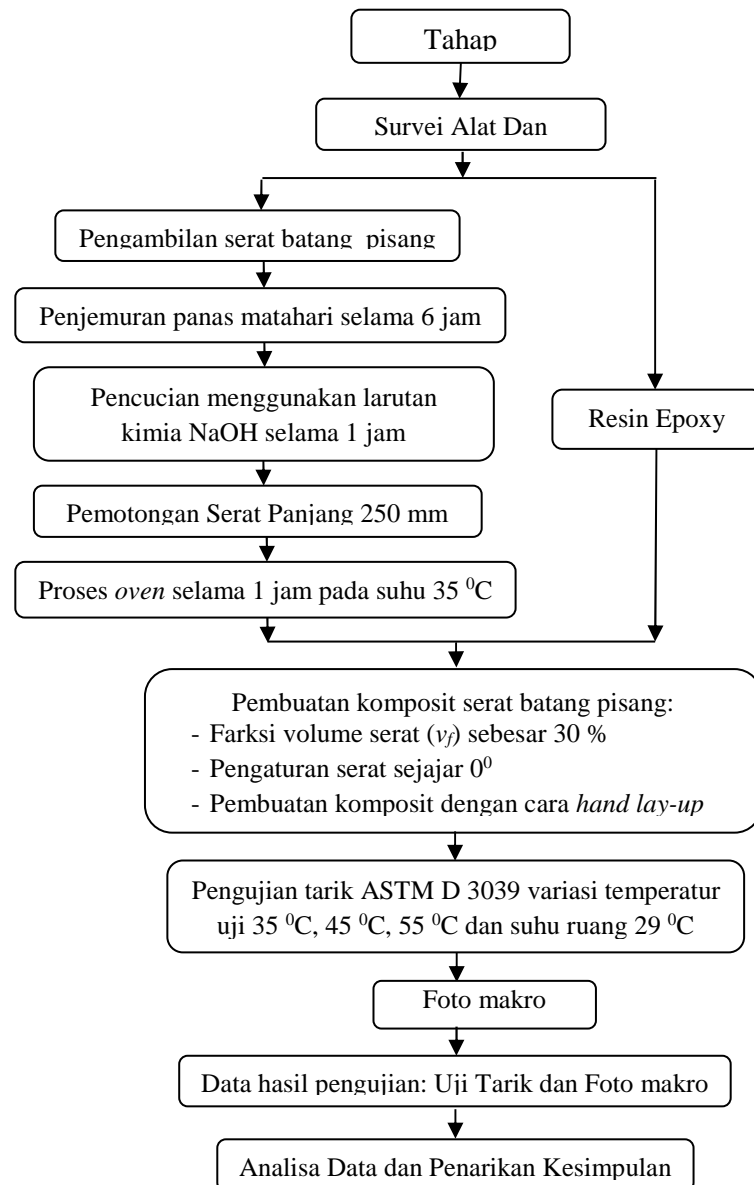 Tahap
Survei Alat Dan
Pengambilan serat batang pisang
Penjemuran panas matahari selama 6 jam
Pencucian menggunakan larutan
kimia NaOH selama 1 jam
Resin Epoxy
Pemotongan Serat Panjang 250 mm
Proses oven selama 1 jam pada suhu 35 ⁰C
Pembuatan komposit serat batang pisang:
- Farksi volume serat (vf) sebesar 30 %
- Pengaturan serat sejajar 0⁰
- Pembuatan komposit dengan cara hand lay-up
Pengujian tarik ASTM D 3039 variasi temperatur
uji 35 ⁰C, 45 ⁰C, 55 ⁰C dan suhu ruang 29 ⁰C
Foto makro
Data hasil pengujian: Uji Tarik dan Foto makro
Analisa Data dan Penarikan Kesimpulan